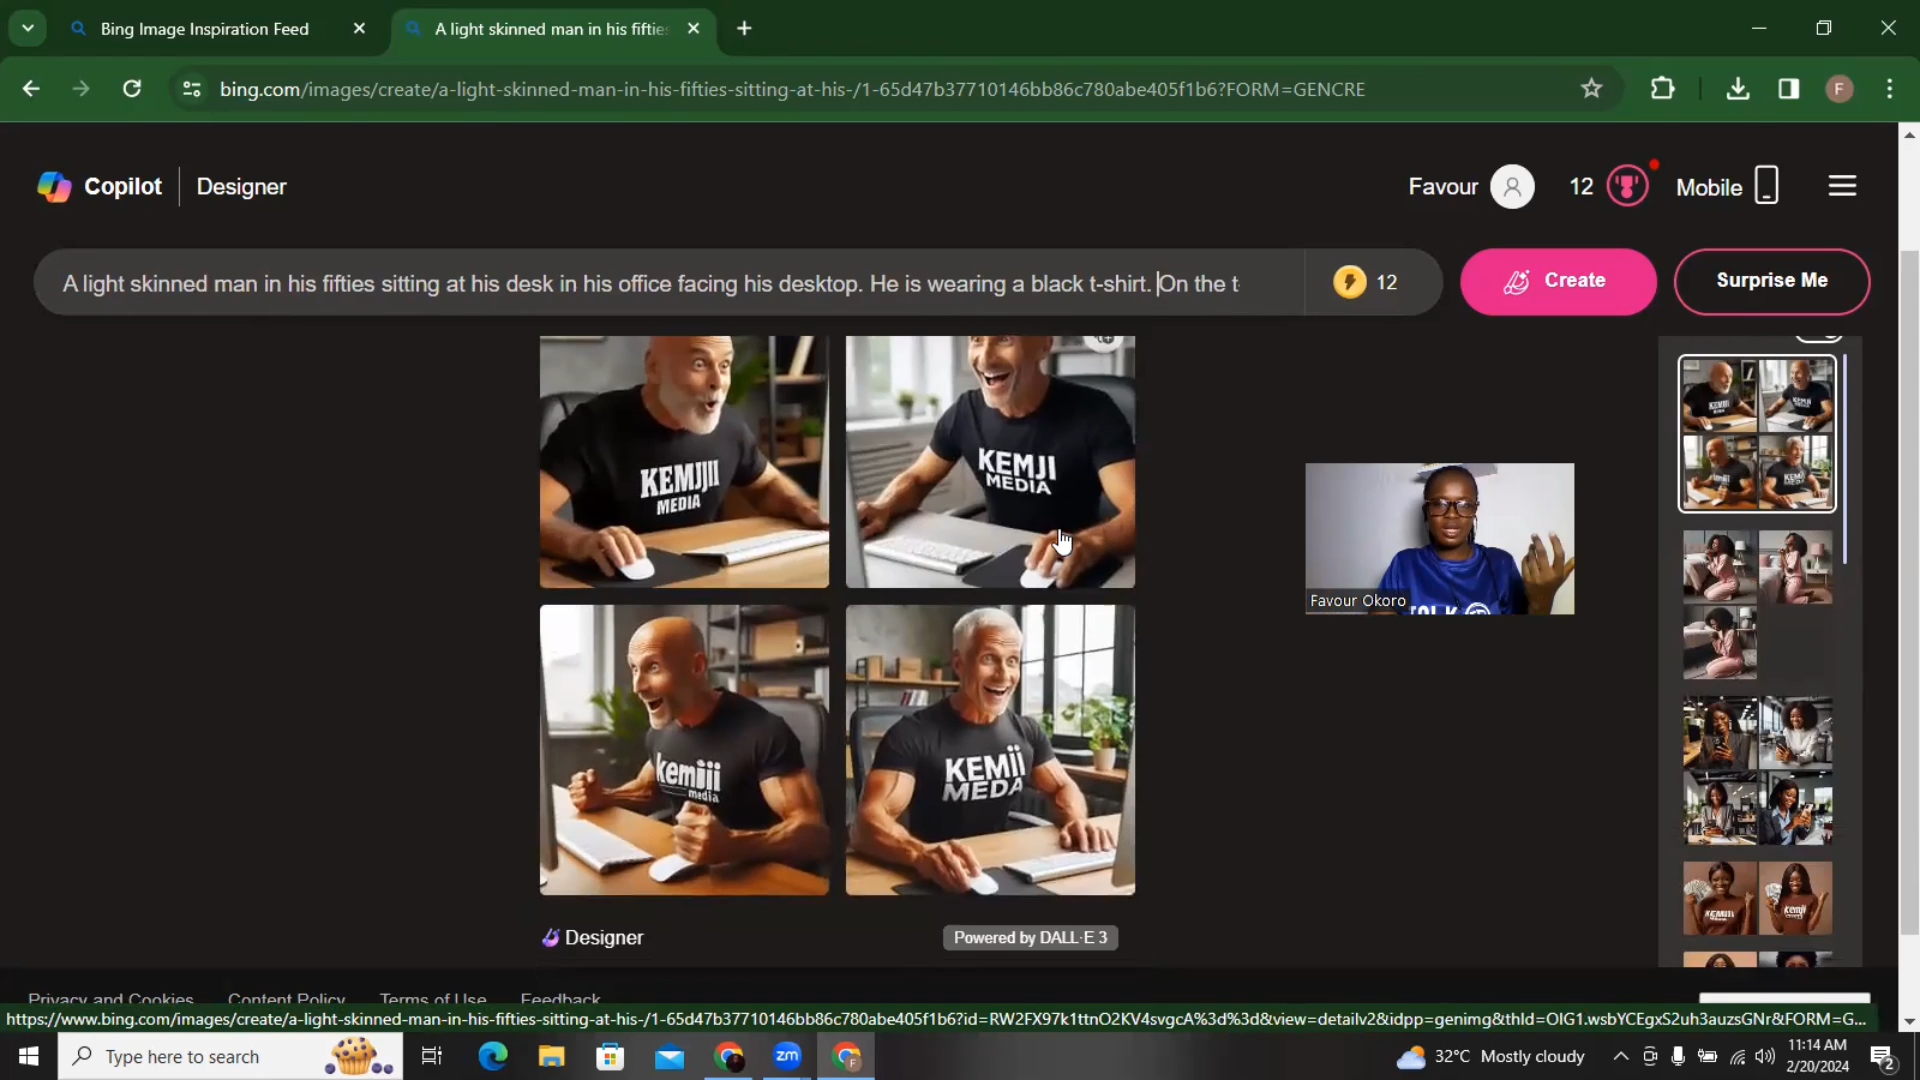 Bing Image Inspiration Feed
A light skinned man in his fifties
bing.com/images/create/a-light-skinned-man-in-his-fifties-sitting-at-his-/1-65d47b37710146bb86c780abe405f1b6?FORM=GENCRE
F
Copilot
Designer
Favour
12
Mobile
A light skinned man in his fifties sitting at his desk in his office facing his desktop. He is wearing a black t-shirt. On the t-
12
Create
Surprise Me
KEMJIII
MEDIA
KEMJI
MEDIA
Favour Okoro
kemiii
media
KEMii
MEDA
Designer
Powered by DALL·E 3
Privacy and Cookies
Content Policy
Terms of Use
Feedback
https://www.bing.com/images/create/a-light-skinned-man-in-his-fifties-sitting-at-his-/1-65d47b37710146bb86c780abe405f1b6?id=RW2FX97k1ttnO2KV4svgcA%3d%3d&view=detailv2&idpp=genimg&thId=OIG1.wsbYCEgxS2uh3auzsGNr&FORM=G...
Type here to search
zm
F
32°C Mostly cloudy
11:14 AM
2/20/2024
2